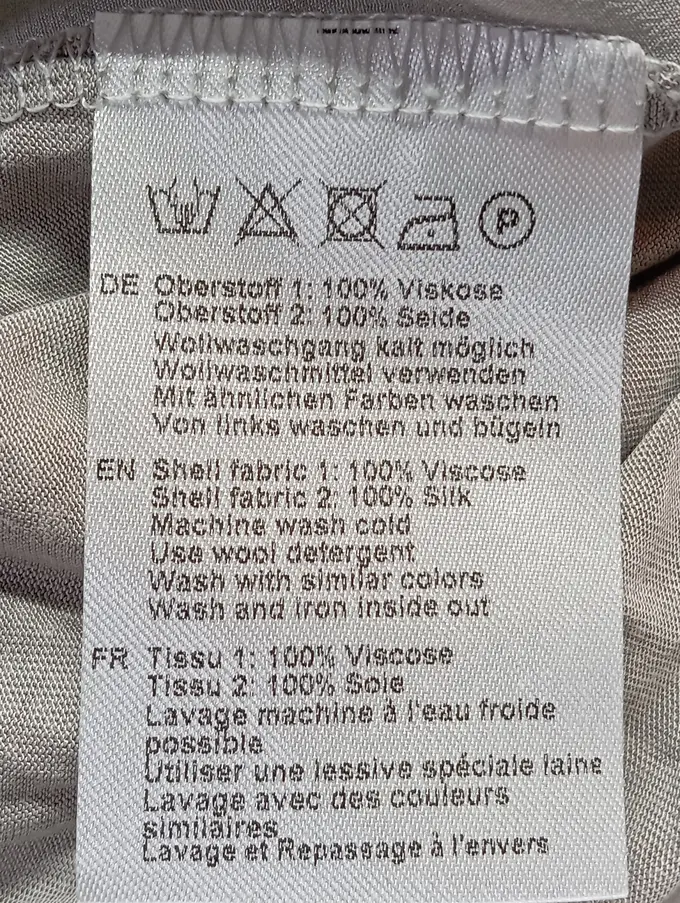 P
DE Oberstoff 1: 100% Viskose
Oberstoff 2: 100% Seide
Wollwaschgang kalt möglich
Wollwaschmittel verwenden
Mit ähnlichen Farben waschen
Von links waschen und bügeln
EN Shell fabric 1: 100% Viscose
Shell fabric 2: 100% Silk
Machine wash cold
Use wool detergent
Wash with similar colors
Wash and iron inside out
FR Tissu 1: 100% Viscose
Tissu 2: 100% Soie
Lavage machine à l'eau froide
possible
Utiliser une lessive spéciale laine
Lavage avec des couleurs
similaires
Lavage et Repassage à l'envers